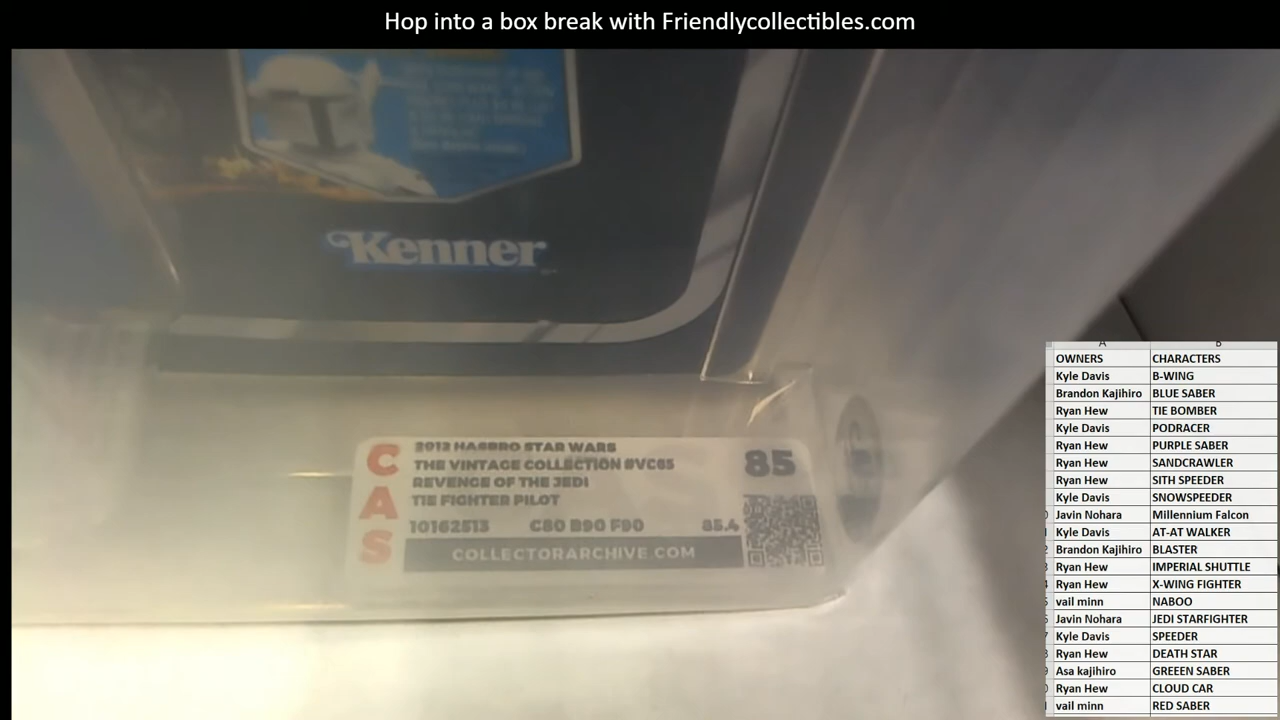 Hop into a box break with Friendlycollectibles.com
Kenner
CAS
2012 HASBRO STAR WARS
THE VINTAGE COLLECTION #VC65
REVENGE OF THE JEDI
TIE FIGHTER PILOT
85
10162513 C80 B90 F90 85.4
COLLECTORARCHIVE.COM
A B
OWNERS CHARACTERS
Kyle Davis B-WING
Brandon Kajihiro BLUE SABER
Ryan Hew TIE BOMBER
Kyle Davis PODRACER
Ryan Hew PURPLE SABER
Ryan Hew SANDCRAWLER
Ryan Hew SITH SPEEDER
Kyle Davis SNOWSPEEDER
Javin Nohara Millennium Falcon
Kyle Davis AT-AT WALKER
Brandon Kajihiro BLASTER
Ryan Hew IMPERIAL SHUTTLE
Ryan Hew X-WING FIGHTER
vail minn NABOO
Javin Nohara JEDI STARFIGHTER
Kyle Davis SPEEDER
Ryan Hew DEATH STAR
Asa kajihiro GREEEN SABER
Ryan Hew CLOUD CAR
vail minn RED SABER